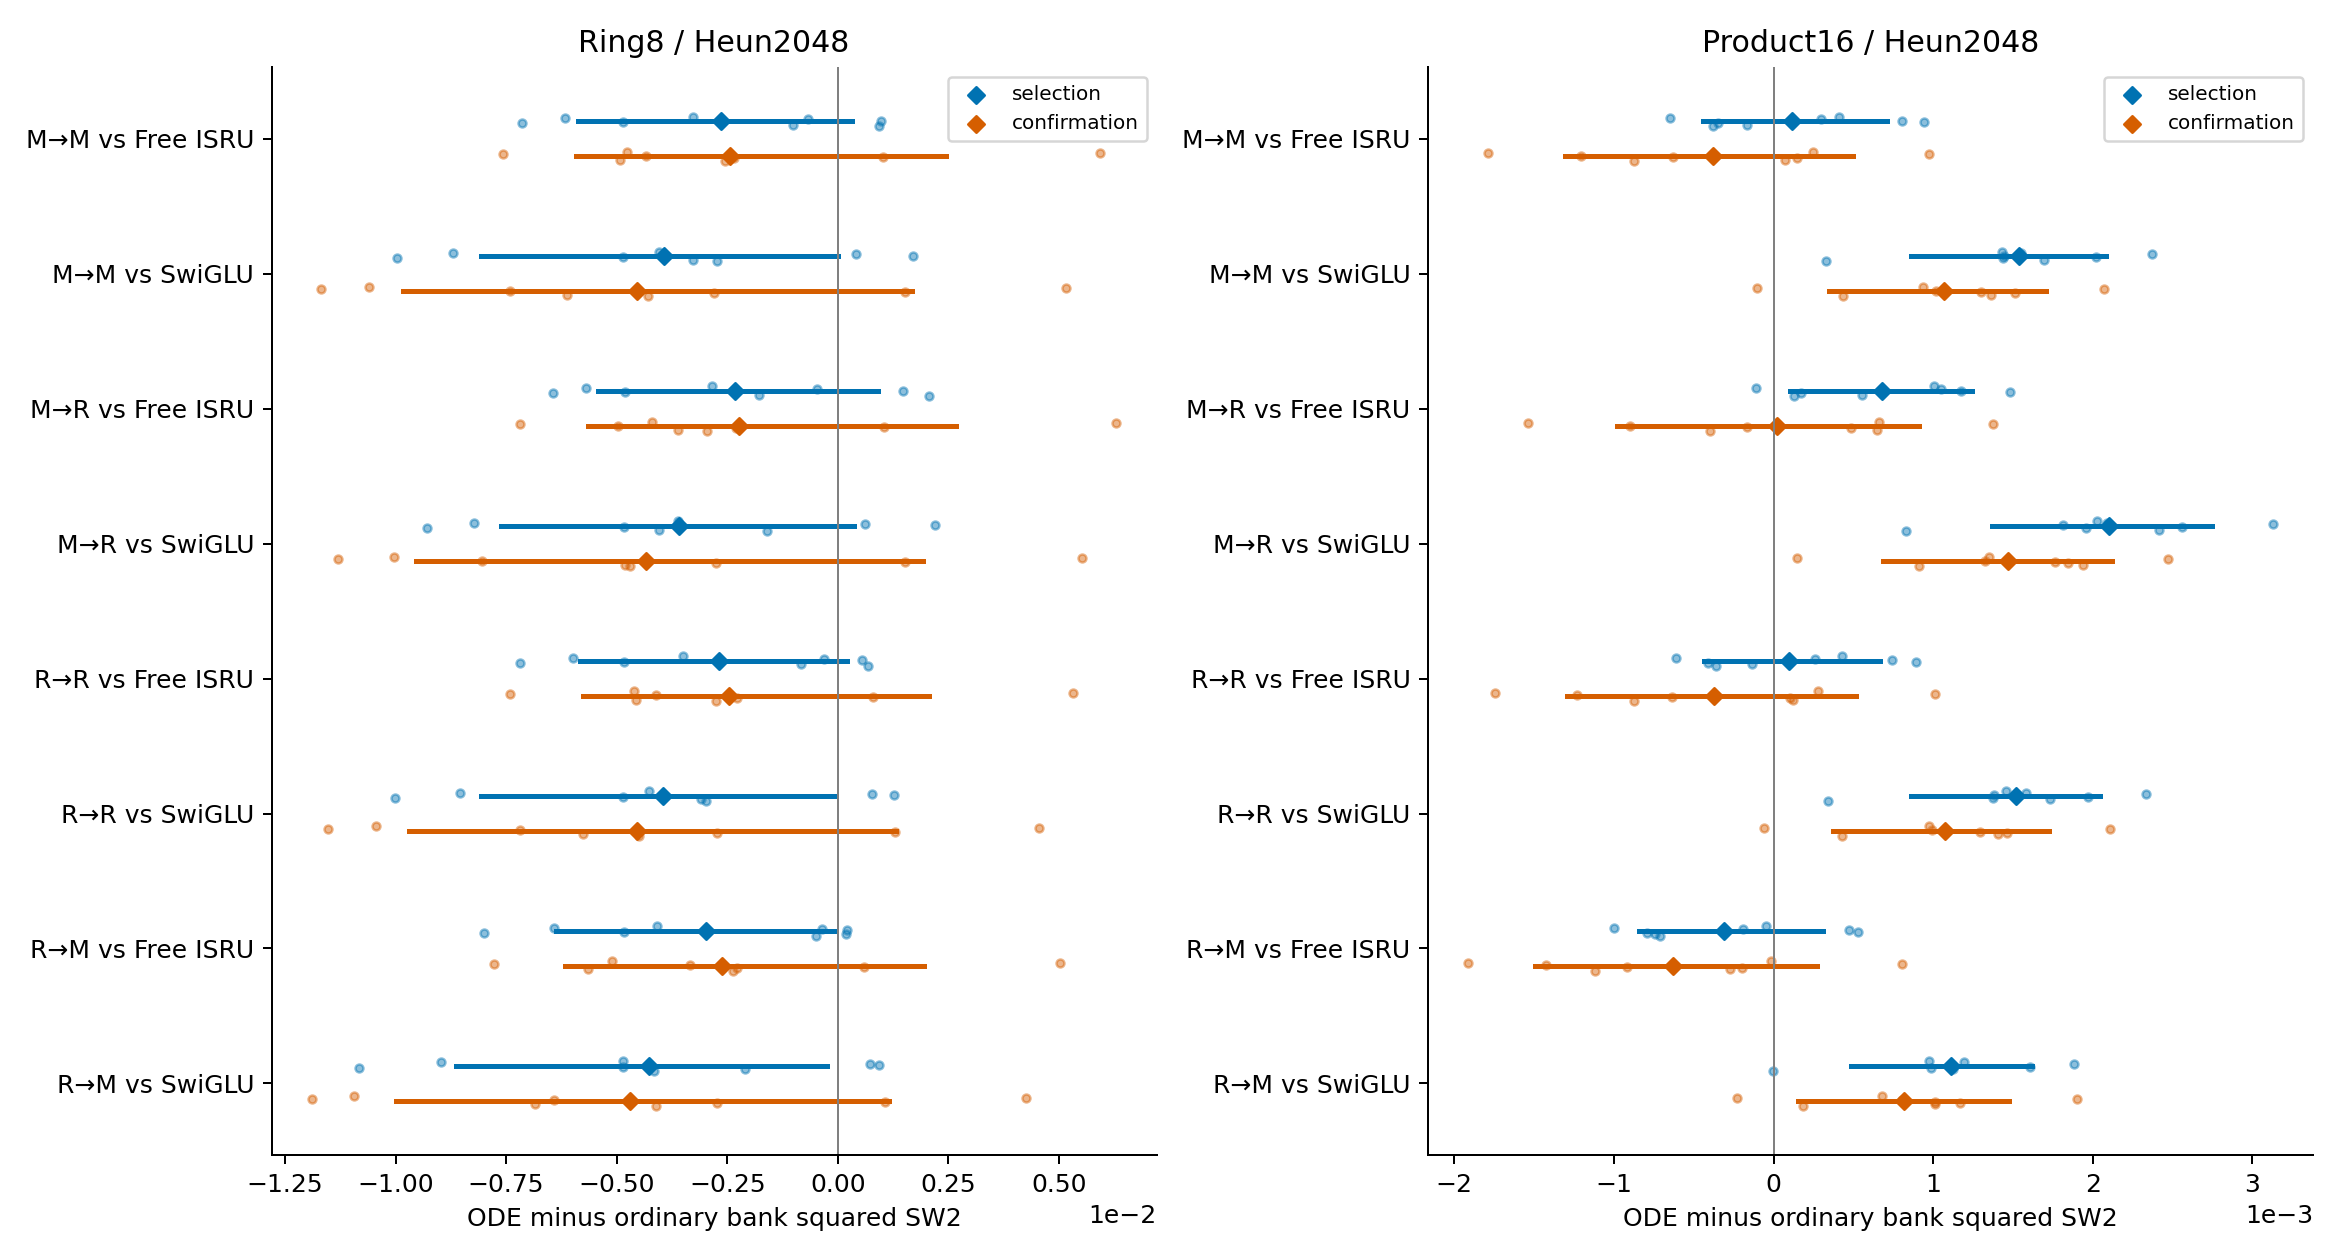 Ring8 / Heun2048
selection
confirmation
M→M vs Free ISRU
M→M vs SwiGLU
M→R vs Free ISRU
M→R vs SwiGLU
R→R vs Free ISRU
R→R vs SwiGLU
R→M vs Free ISRU
R→M vs SwiGLU
−1.25 −1.00 −0.75 −0.50 −0.25 0.00 0.25 0.50
1e−2
ODE minus ordinary bank squared SW2
Product16 / Heun2048
selection
confirmation
M→M vs Free ISRU
M→M vs SwiGLU
M→R vs Free ISRU
M→R vs SwiGLU
R→R vs Free ISRU
R→R vs SwiGLU
R→M vs Free ISRU
R→M vs SwiGLU
−2 −1 0 1 2 3
1e−3
ODE minus ordinary bank squared SW2